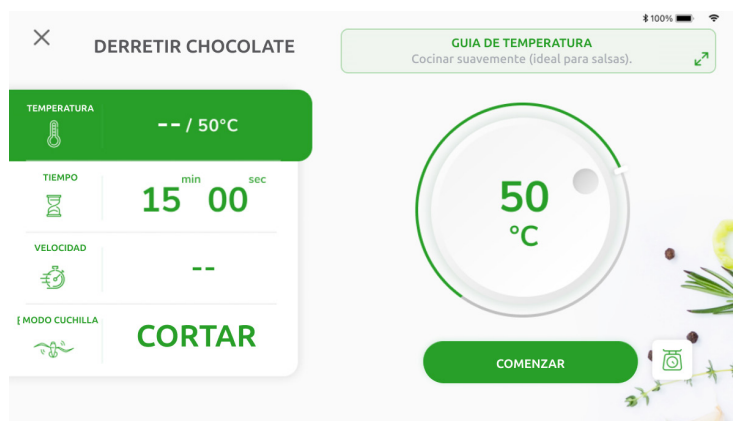 100%
DERRETIR CHOCOLATE
GUIA DE TEMPERATURA
Cocinar suavemente (ideal para salsas).
TEMPERATURA
-- / 50°C
TIEMPO
15 min 00 sec
VELOCIDAD
--
MODO CUCHILLA
CORTAR
50
°C
COMENZAR